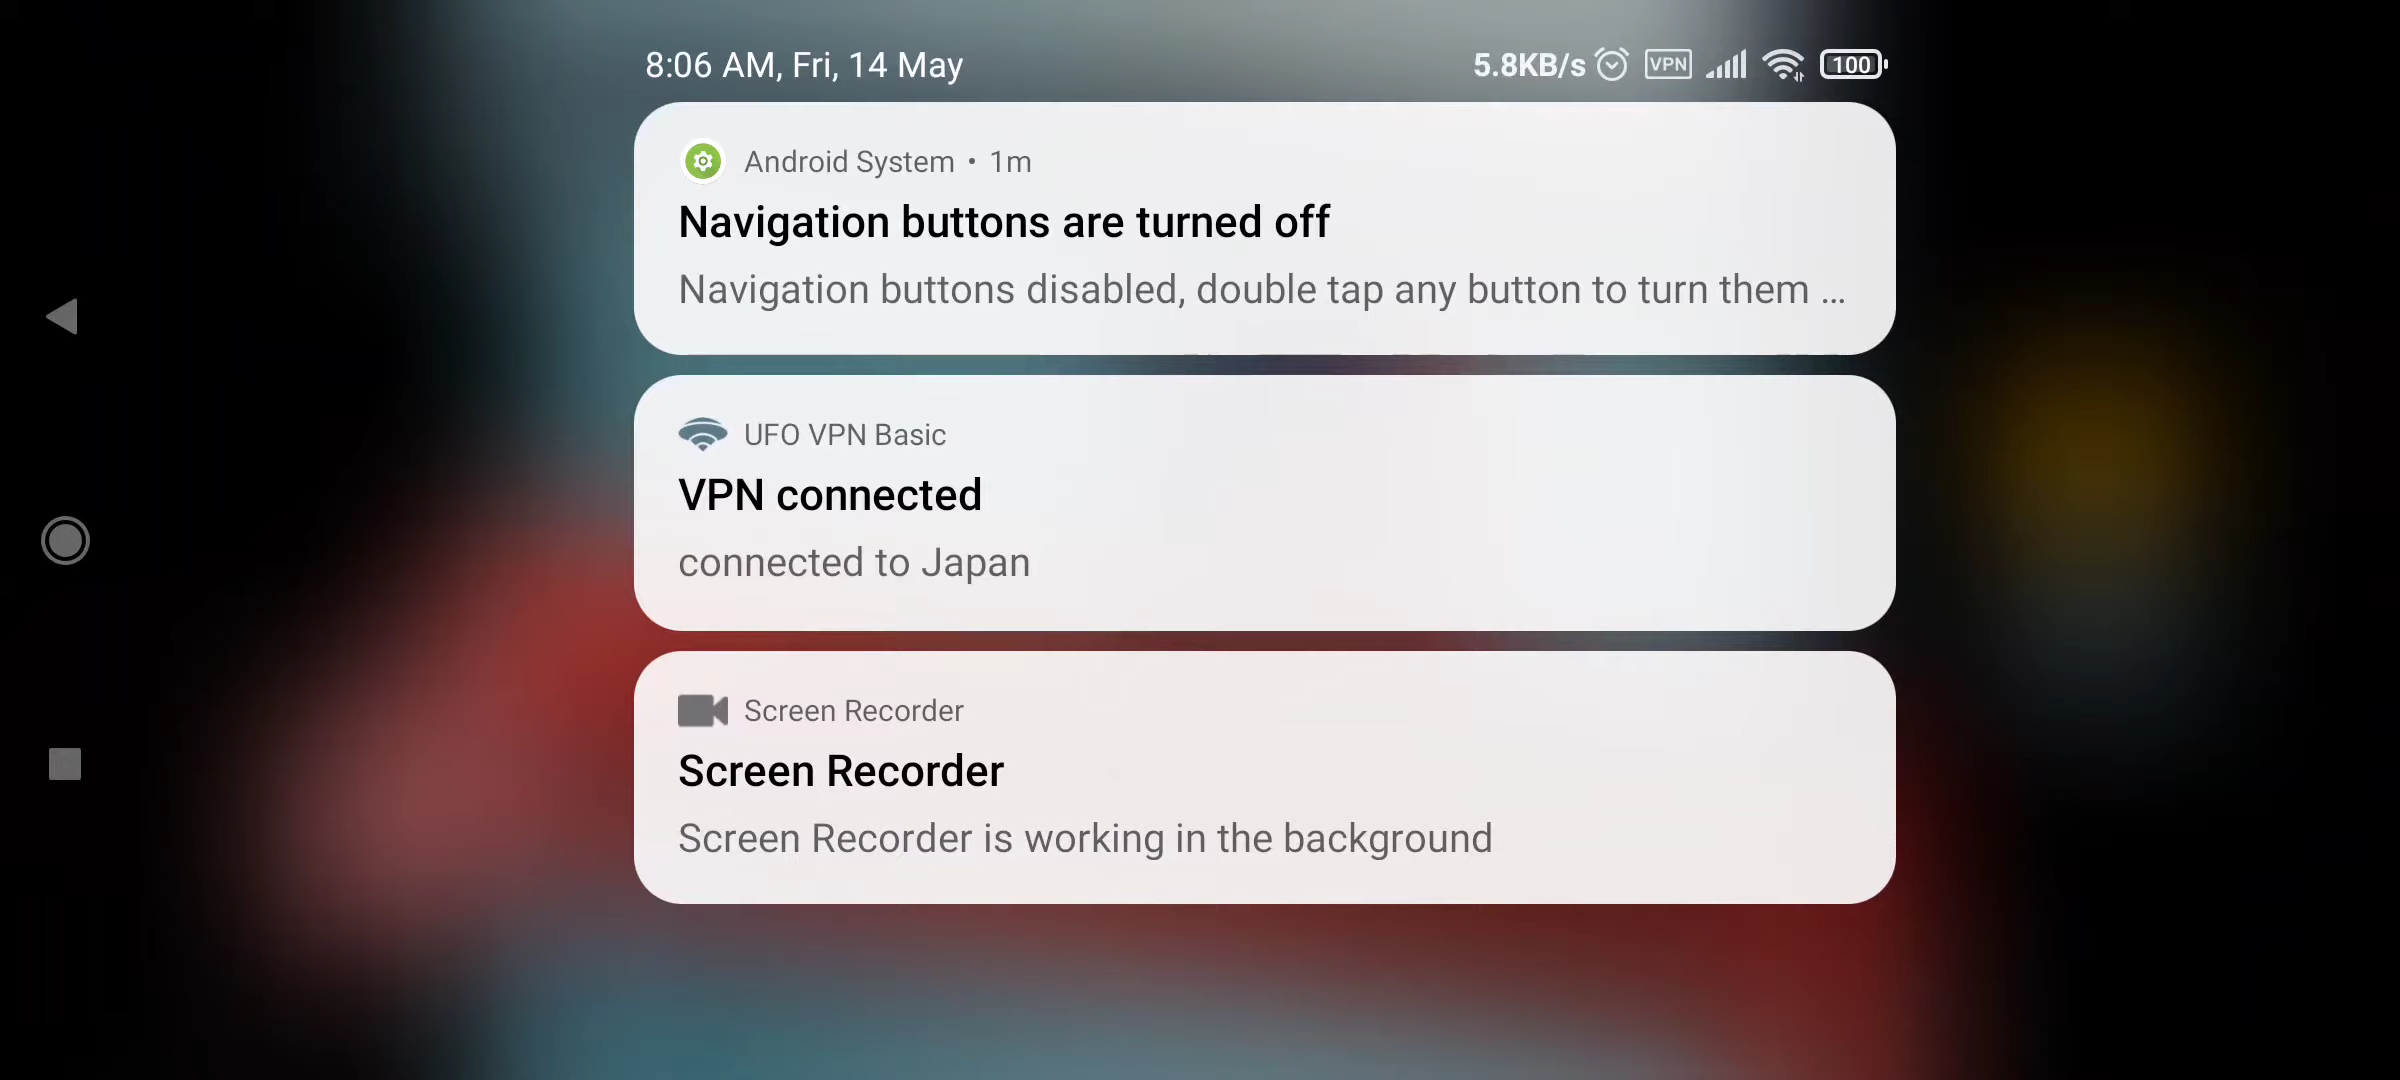 8:06 AM, Fri, 14 May 5.8KB/s VPN 100
Android System • 1m
Navigation buttons are turned off
Navigation buttons disabled, double tap any button to turn them ...
UFO VPN Basic
VPN connected
connected to Japan
Screen Recorder
Screen Recorder
Screen Recorder is working in the background